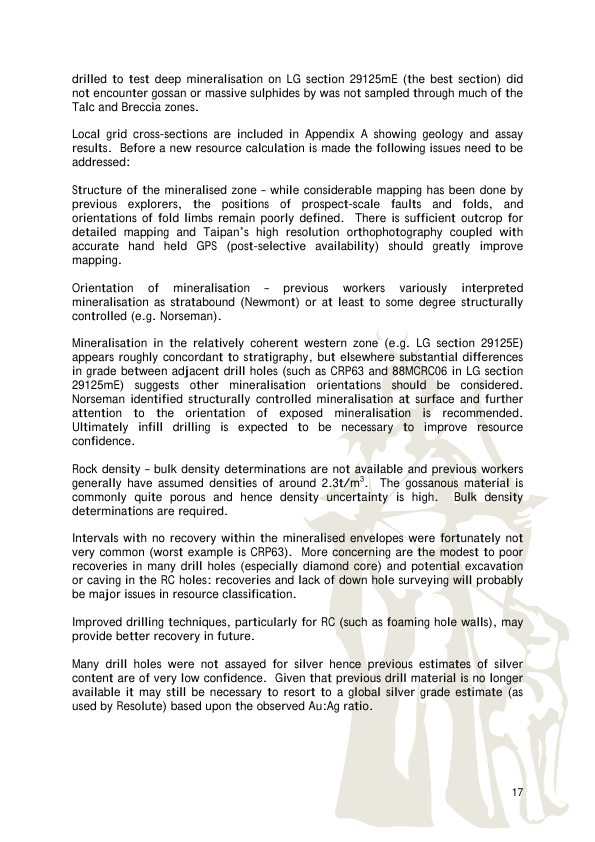 drilled to test deep mineralisation on LG section 29125mE (the best section) did
not encounter gossan or massive sulphides by was not sampled through much of the
Talc and Breccia zones.
Local grid cross-sections are included in Appendix A showing geology and assay
results. Before a new resource calculation is made the following issues need to be
addressed:
Structure of the mineralised zone – while considerable mapping has been done by
previous explorers, the positions of prospect-scale faults and folds, and
orientations of fold limbs remain poorly defined. There is sufficient outcrop for
detailed mapping and Taipan's high resolution orthophotography coupled with
accurate hand held GPS (post-selective availability) should greatly improve
mapping.
Orientation of mineralisation – previous workers variously interpreted
mineralisation as stratabound (Newmont) or at least to some degree structurally
controlled (e.g. Norseman).
Mineralisation in the relatively coherent western zone (e.g. LG section 29125E)
appears roughly concordant to stratigraphy, but elsewhere substantial differences
in grade between adjacent drill holes (such as CRP63 and 88MCRC06 in LG section
29125mE) suggests other mineralisation orientations should be considered.
Norseman identified structurally controlled mineralisation at surface and further
attention to the orientation of exposed mineralisation is recommended.
Ultimately infill drilling is expected to be necessary to improve resource
confidence.
Rock density – bulk density determinations are not available and previous workers
generally have assumed densities of around 2.3t/m³. The gossanous material is
commonly quite porous and hence density uncertainty is high. Bulk density
determinations are required.
Intervals with no recovery within the mineralised envelopes were fortunately not
very common (worst example is CRP63). More concerning are the modest to poor
recoveries in many drill holes (especially diamond core) and potential excavation
or caving in the RC holes: recoveries and lack of down hole surveying will probably
be major issues in resource classification.
Improved drilling techniques, particularly for RC (such as foaming hole walls), may
provide better recovery in future.
Many drill holes were not assayed for silver hence previous estimates of silver
content are of very low confidence. Given that previous drill material is no longer
available it may still be necessary to resort to a global silver grade estimate (as
used by Resolute) based upon the observed Au:Ag ratio.
17